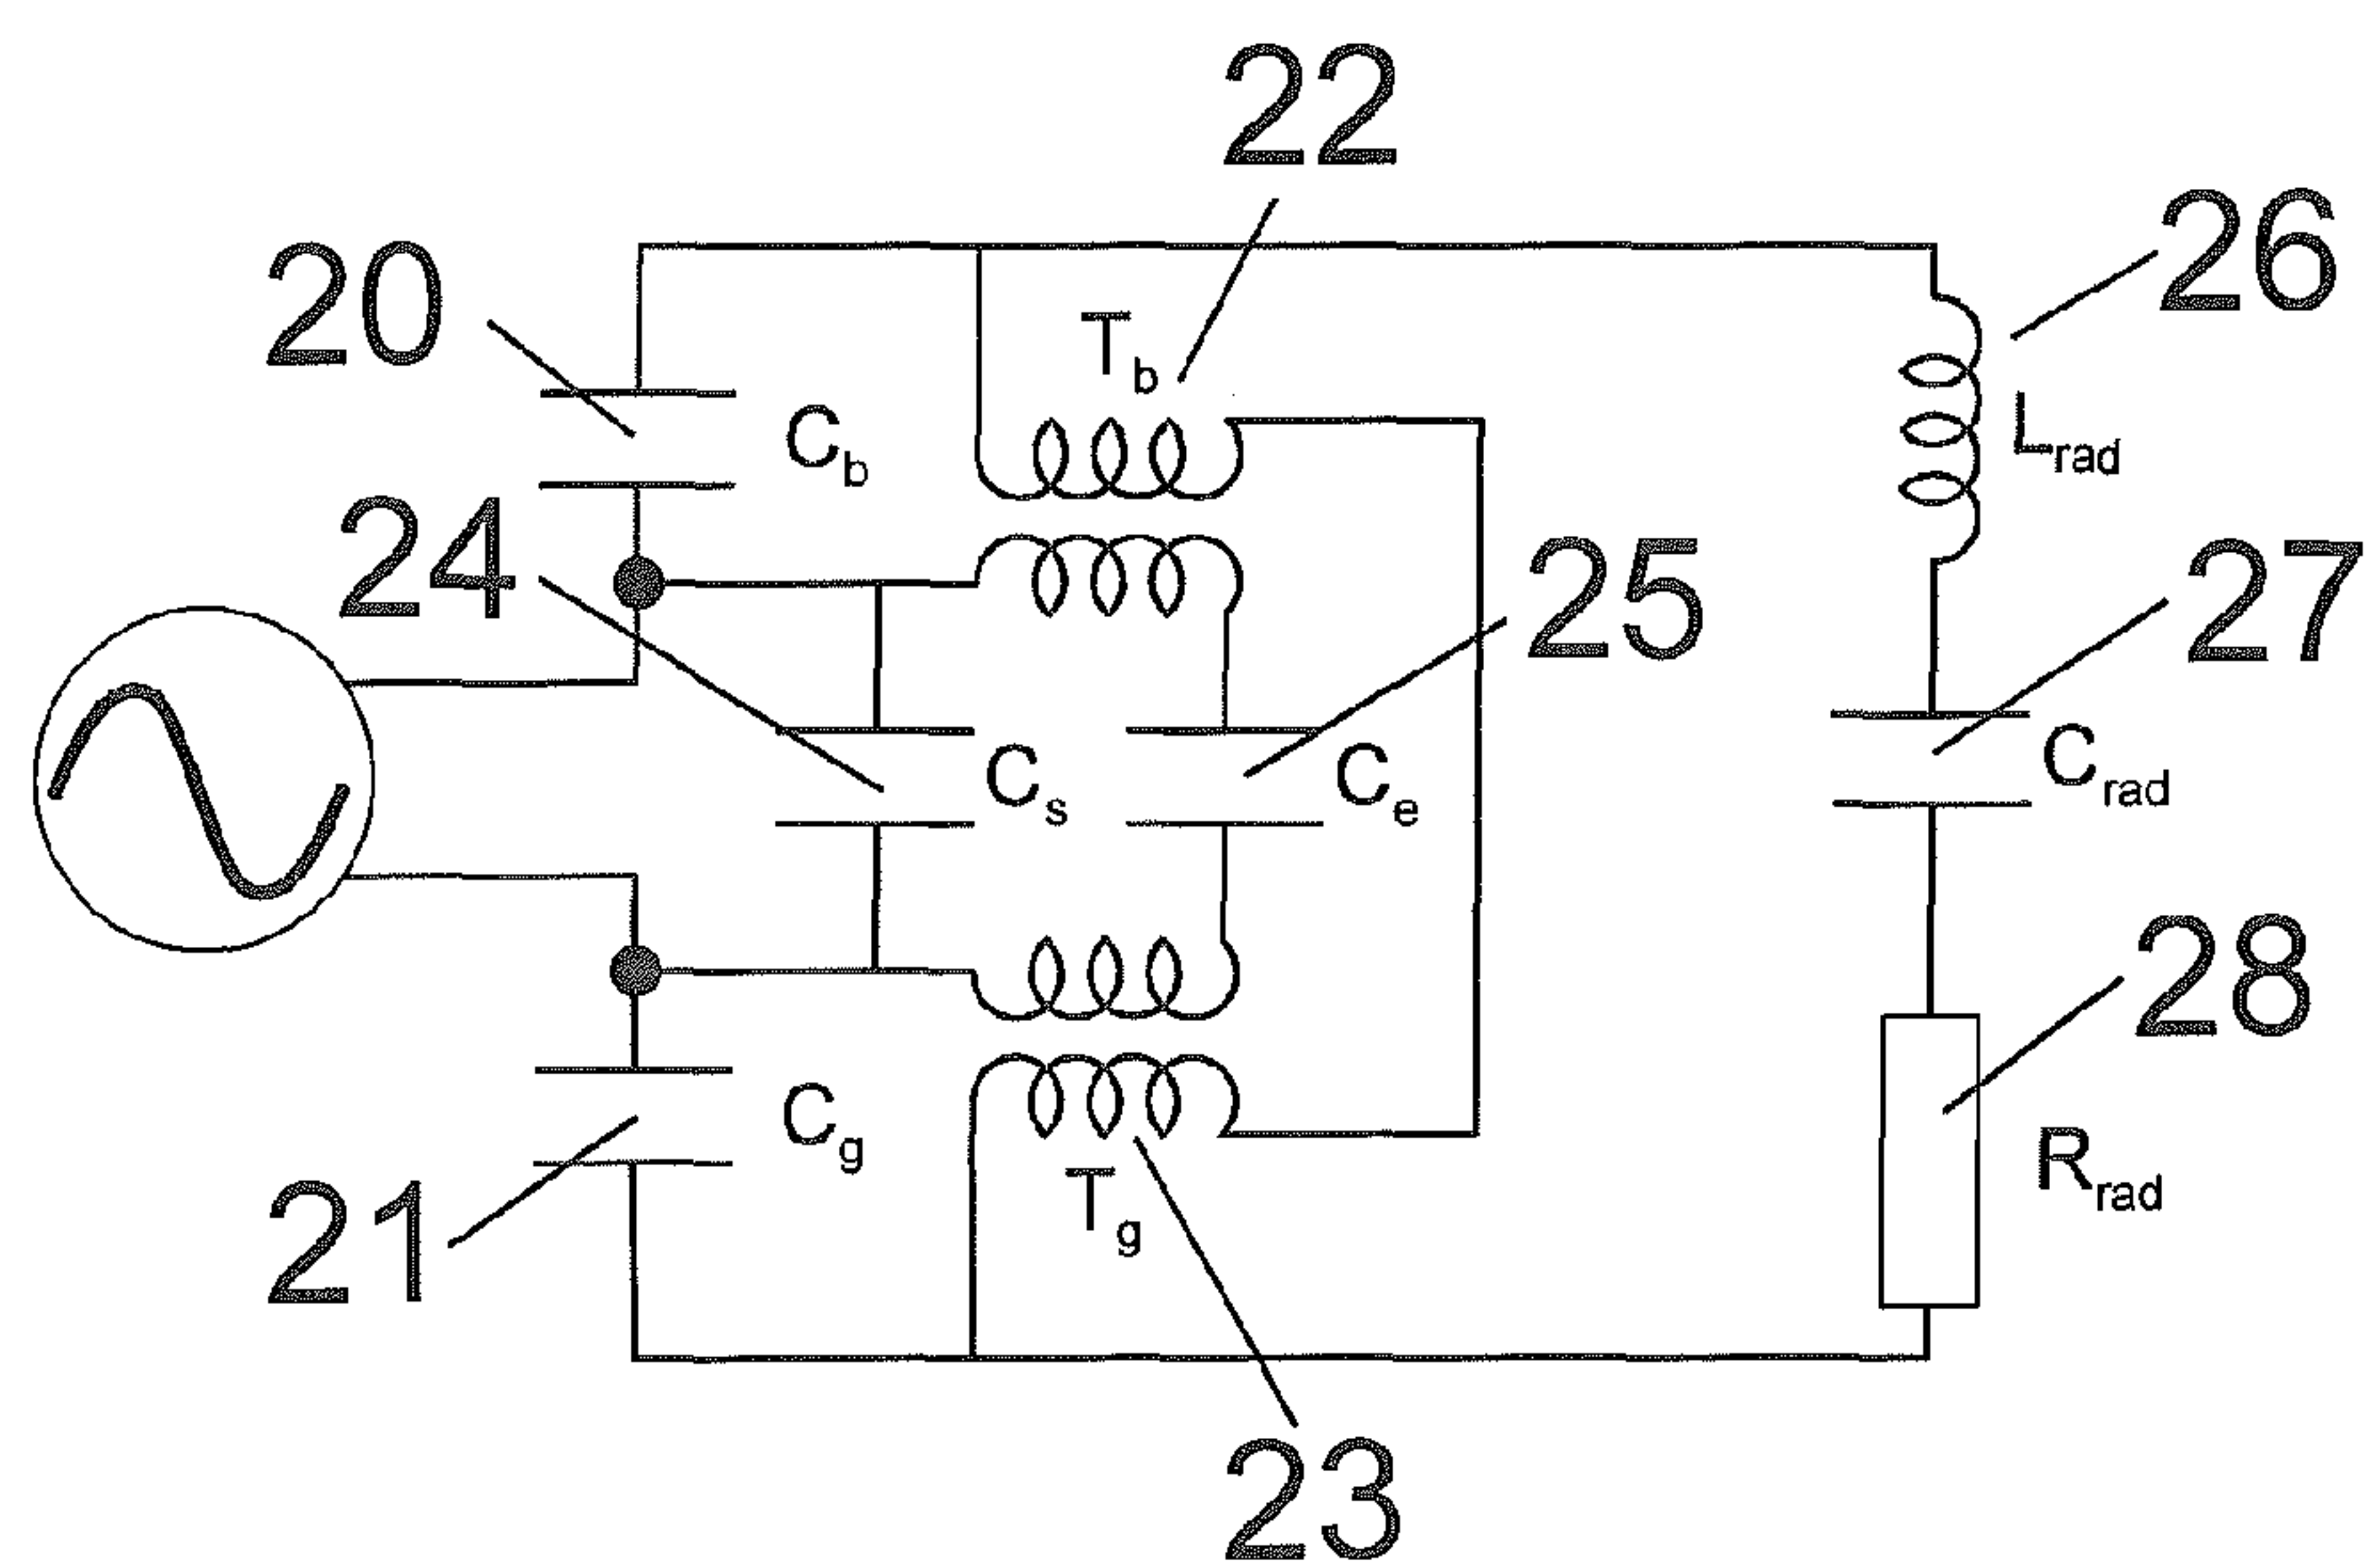 22
26
20
T_b
C_b
L_rad
24
25
27
C_s
C_e
C_rad
28
C_g
R_rad
21
T_g
23